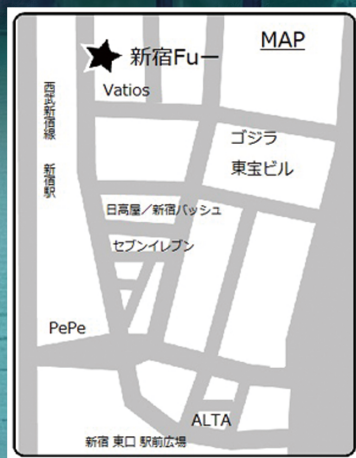 MAP
新宿Fuー
Vatios
西武新宿線 新宿駅
ゴジラ
東宝ビル
日高屋／新宿バッシュ
セブンイレブン
PePe
ALTA
新宿 東口 駅前広場